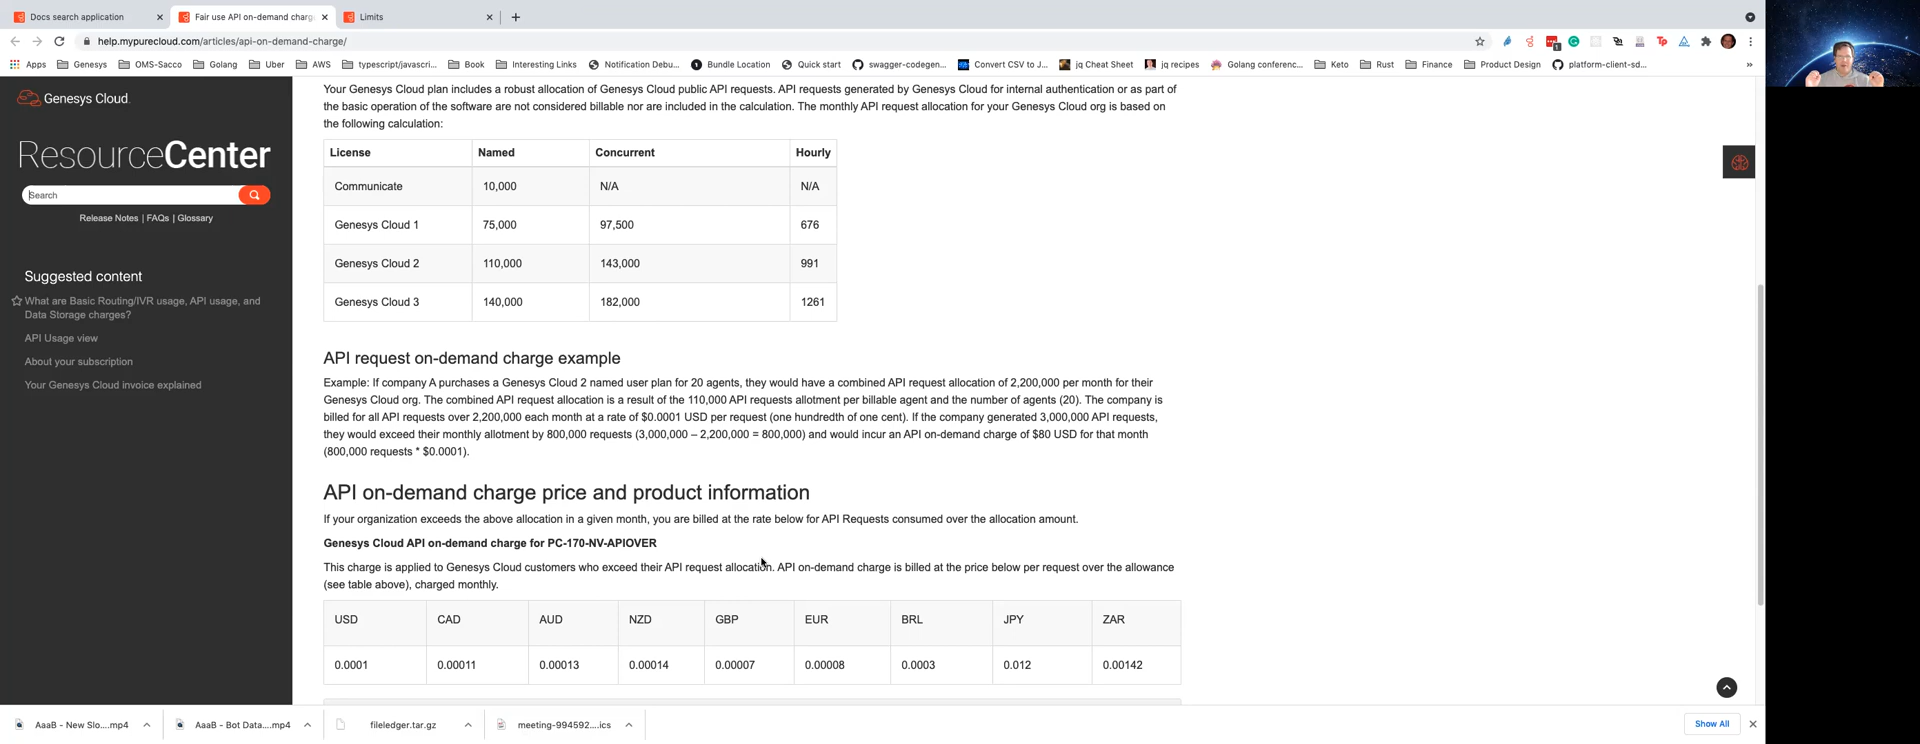 Docs search application
Fair use API on-demand charg
Limits
help.mypurecloud.com/articles/api-on-demand-charge/
Apps
Genesys
OMS-Sacco
Golang
Uber
AWS
typescript/javascri...
Book
Interesting Links
Notification Debu...
Bundle Location
Quick start
swagger-codegen...
Convert CSV to J...
jq Cheat Sheet
jq recipes
Golang conferenc...
Keto
Rust
Finance
Product Design
platform-client-sd...
»
Genesys Cloud
ResourceCenter
Search
Release Notes | FAQs | Glossary
Suggested content
What are Basic Routing/IVR usage, API usage, and
Data Storage charges?
API Usage view
About your subscription
Your Genesys Cloud invoice explained
Your Genesys Cloud plan includes a robust allocation of Genesys Cloud public API requests. API requests generated by Genesys Cloud for internal authentication or as part of
the basic operation of the software are not considered billable nor are included in the calculation. The monthly API request allocation for your Genesys Cloud org is based on
the following calculation:
License Named Concurrent Hourly
Communicate 10,000 N/A N/A
Genesys Cloud 1 75,000 97,500 676
Genesys Cloud 2 110,000 143,000 991
Genesys Cloud 3 140,000 182,000 1261
API request on-demand charge example
Example: If company A purchases a Genesys Cloud 2 named user plan for 20 agents, they would have a combined API request allocation of 2,200,000 per month for their
Genesys Cloud org. The combined API request allocation is a result of the 110,000 API requests allotment per billable agent and the number of agents (20). The company is
billed for all API requests over 2,200,000 each month at a rate of $0.0001 USD per request (one hundredth of one cent). If the company generated 3,000,000 API requests,
they would exceed their monthly allotment by 800,000 requests (3,000,000 – 2,200,000 = 800,000) and would incur an API on-demand charge of $80 USD for that month
(800,000 requests * $0.0001).
API on-demand charge price and product information
If your organization exceeds the above allocation in a given month, you are billed at the rate below for API Requests consumed over the allocation amount.
Genesys Cloud API on-demand charge for PC-170-NV-APIOVER
This charge is applied to Genesys Cloud customers who exceed their API request allocation. API on-demand charge is billed at the price below per request over the allowance
(see table above), charged monthly.
USD CAD AUD NZD GBP EUR BRL JPY ZAR
0.0001 0.00011 0.00013 0.00014 0.00007 0.00008 0.0003 0.012 0.00142
AaaB - New Slo....mp4
AaaB - Bot Data....mp4
fileledger.tar.gz
meeting-994592....ics
Show All